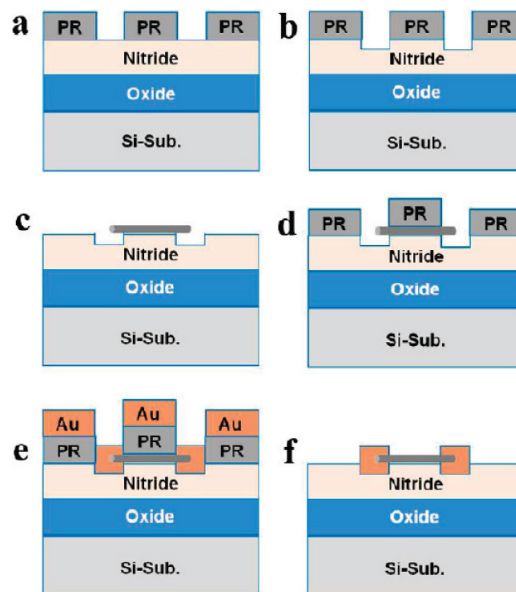 a
PR PR PR
Nitride
Oxide
Si-Sub.
b
PR PR PR
Nitride
Oxide
Si-Sub.
c
Nitride
Oxide
Si-Sub.
d
PR PR PR
Nitride
Oxide
Si-Sub.
e
Au Au Au
PR PR PR
Nitride
Oxide
Si-Sub.
f
Nitride
Oxide
Si-Sub.